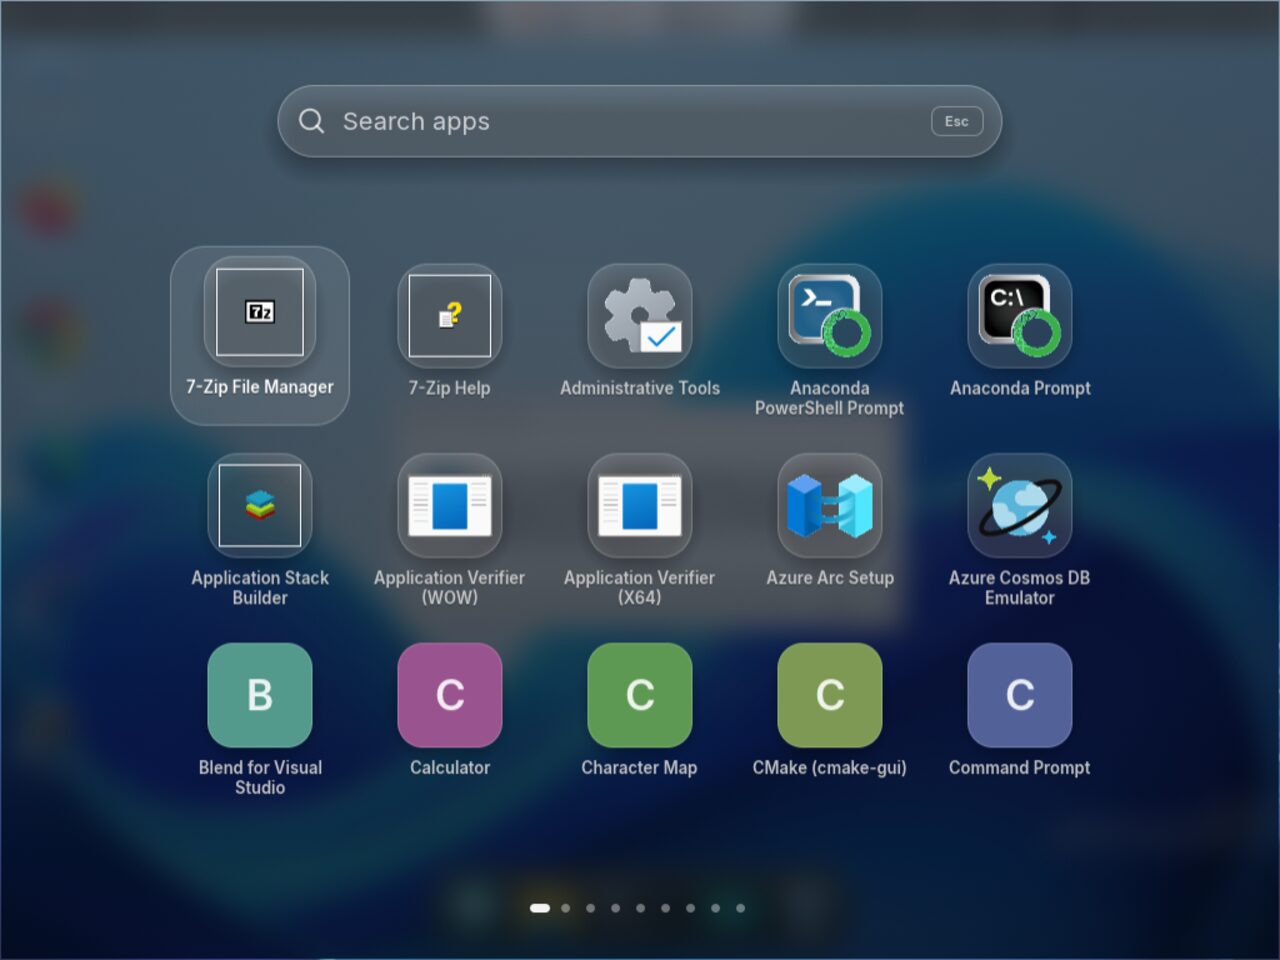 Search apps
Esc
7z
7-Zip File Manager
?
7-Zip Help
Administrative Tools
>_
Anaconda
PowerShell Prompt
C:\
Anaconda Prompt
Application Stack
Builder
Application Verifier
(WOW)
Application Verifier
(X64)
Azure Arc Setup
Azure Cosmos DB
Emulator
B
Blend for Visual
Studio
C
Calculator
C
Character Map
C
CMake (cmake-gui)
C
Command Prompt